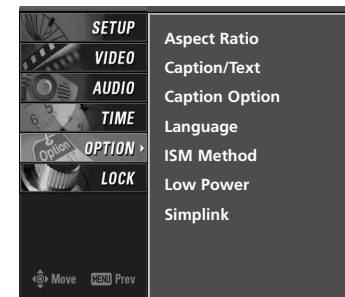 SETUP
VIDEO
AUDIO
TIME
OPTION
LOCK
Move MENU Prev
Aspect Ratio
Caption/Text
Caption Option
Language
ISM Method
Low Power
Simplink